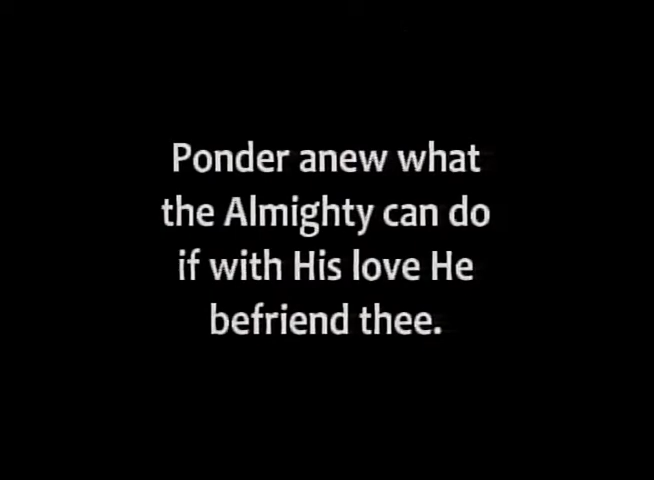 Ponder anew what
the Almighty can do
if with His love He
befriend thee.